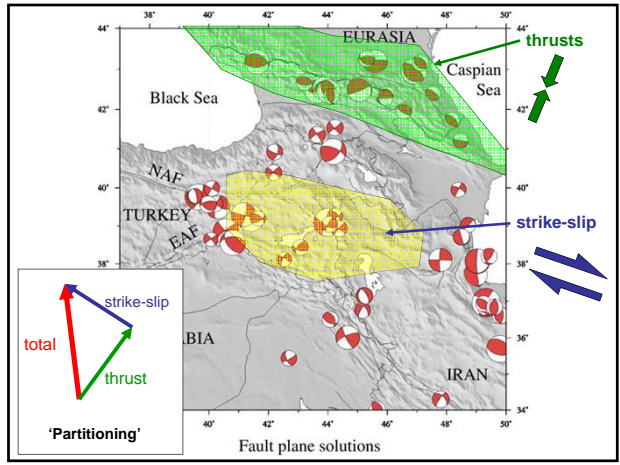 40° 42° 44° 46° 48° 50°
44°
EURASIA
thrusts
Caspian
Sea
Black Sea
42°
42°
40°
40°
NAF
TURKEY
strike-slip
EAF
38°
38°
strike-slip
total
thrust
'Partitioning'
ABIA
36°
IRAN
34°
40° 42° 44° 46° 48° 50°
Fault plane solutions